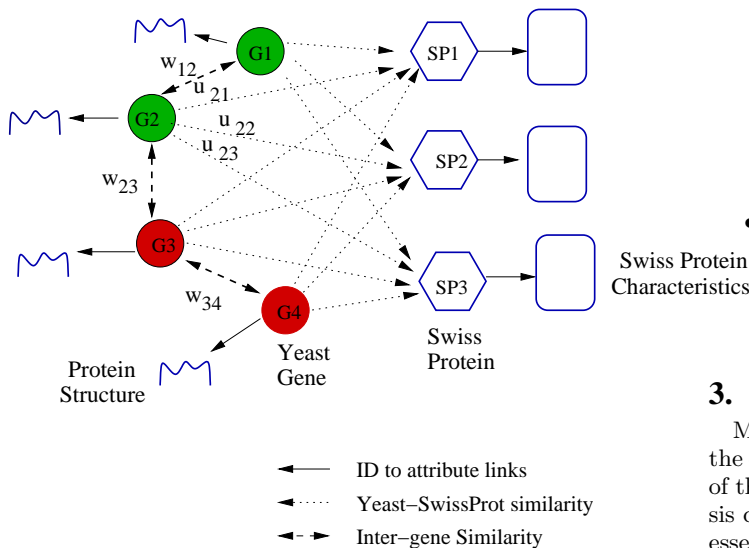 G1
SP1
w12
u21
G2
u22
u23
SP2
w23
G3
Swiss Protein
Characteristics
SP3
w34
G4
Swiss
Protein
Yeast
Gene
Protein
Structure
ID to attribute links
Yeast–SwissProt similarity
Inter–gene Similarity
3.
M
the
of th
sis c
esse